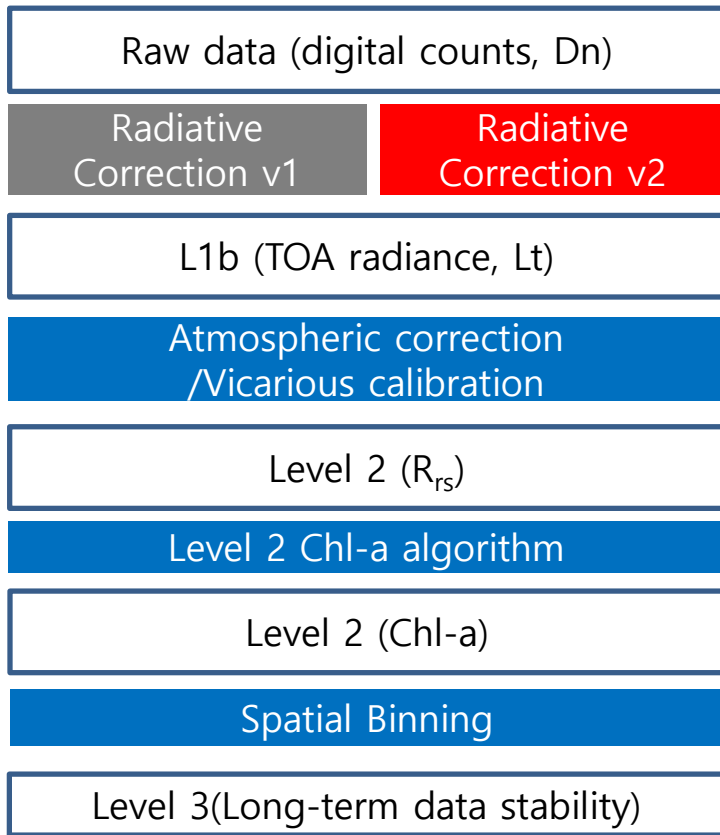 Raw data (digital counts, Dn)
Radiative
Correction v1
Radiative
Correction v2
L1b (TOA radiance, Lt)
Atmospheric correction
/Vicarious calibration
Level 2 (Rrs)
Level 2 Chl-a algorithm
Level 2 (Chl-a)
Spatial Binning
Level 3(Long-term data stability)